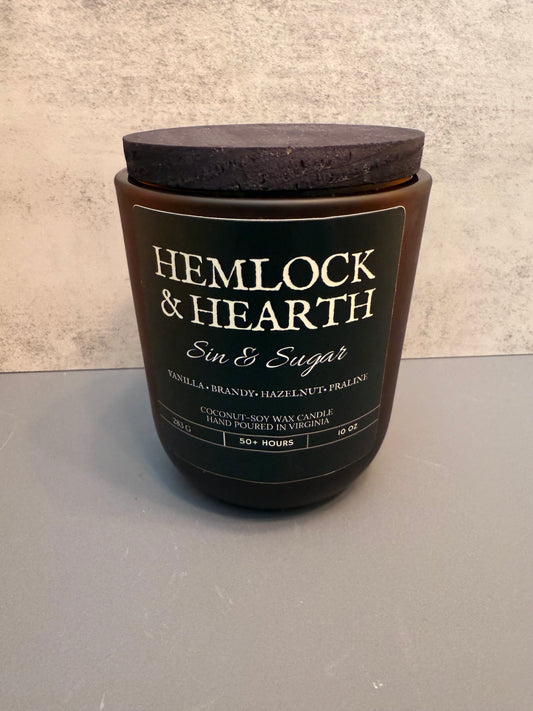 HEMLOCK
& HEARTH
Sin & Sugar
VANILLA • BRANDY • HAZELNUT • PRALINE
COCONUT-SOY WAX CANDLE
HAND POURED IN VIRGINIA
283 G 50+ HOURS 10 OZ